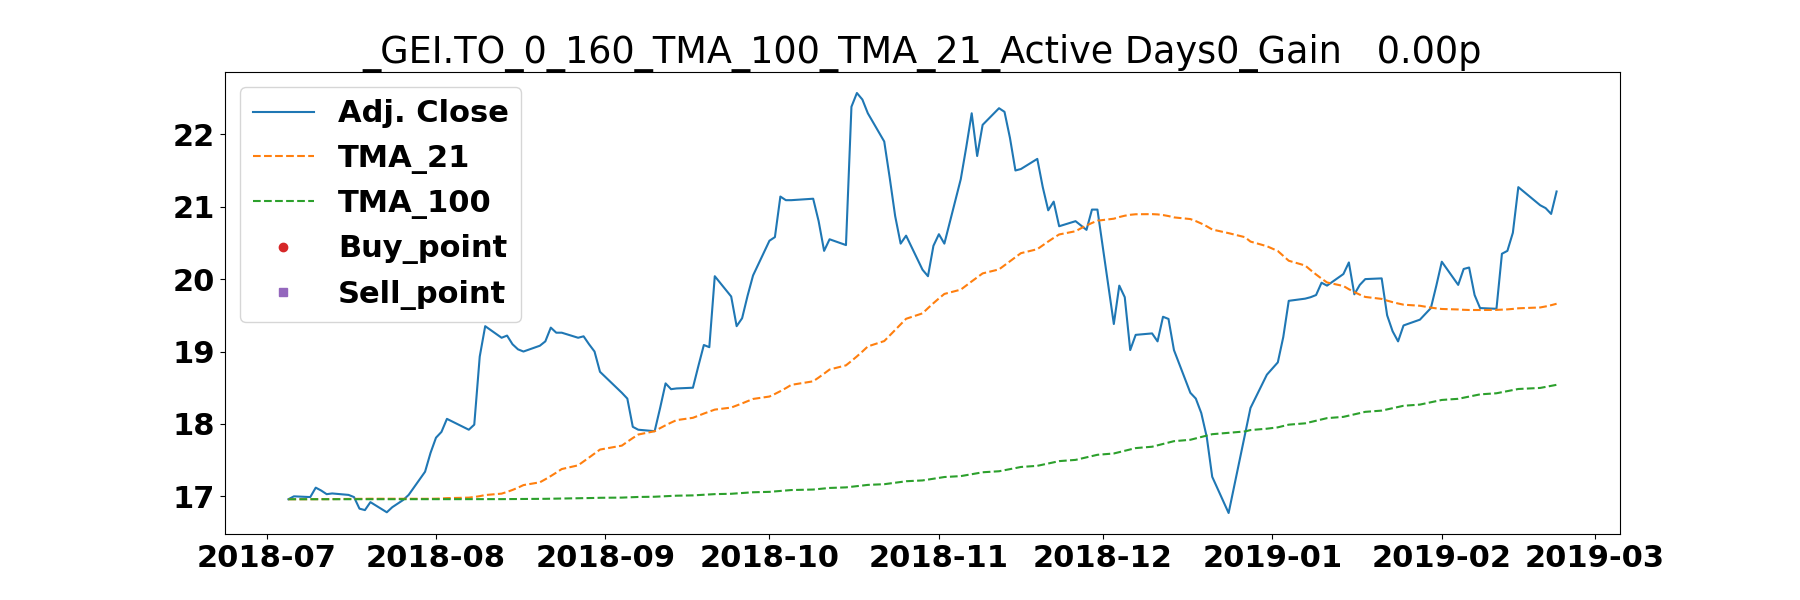 _GEI.TO_0_160_TMA_100_TMA_21_Active Days0_Gain   0.00p
Adj. Close
TMA_21
TMA_100
Buy_point
Sell_point
22
21
20
19
18
17
2018-07 2018-08 2018-09 2018-10 2018-11 2018-12 2019-01 2019-02 2019-03